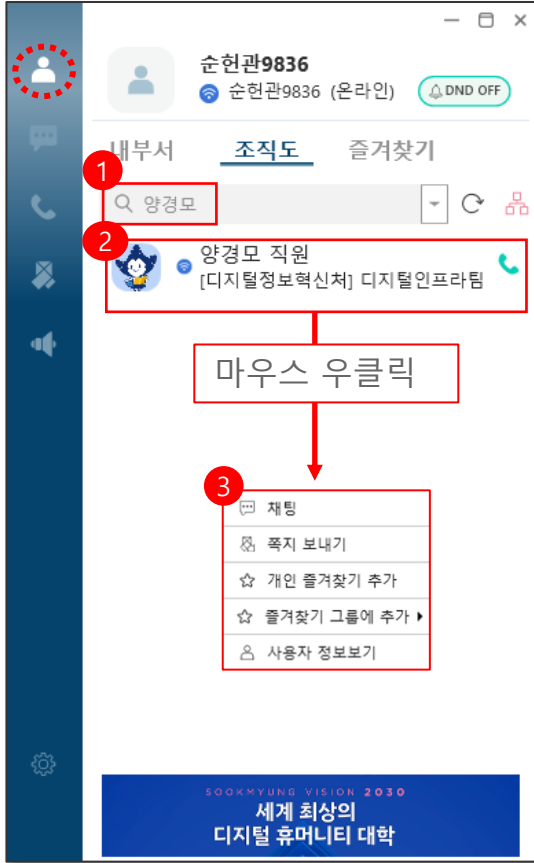 순헌관9836
순헌관9836 (온라인)
DND OFF
내부서 조직도 즐겨찾기
1
양경모
2
양경모 직원
[디지털정보혁신처] 디지털인프라팀
마우스 우클릭
3
채팅
쪽지 보내기
개인 즐겨찾기 추가
즐겨찾기 그룹에 추가
사용자 정보보기
SOOKMYUNG VISION 2030
세계 최상의
디지털 휴머니티 대학